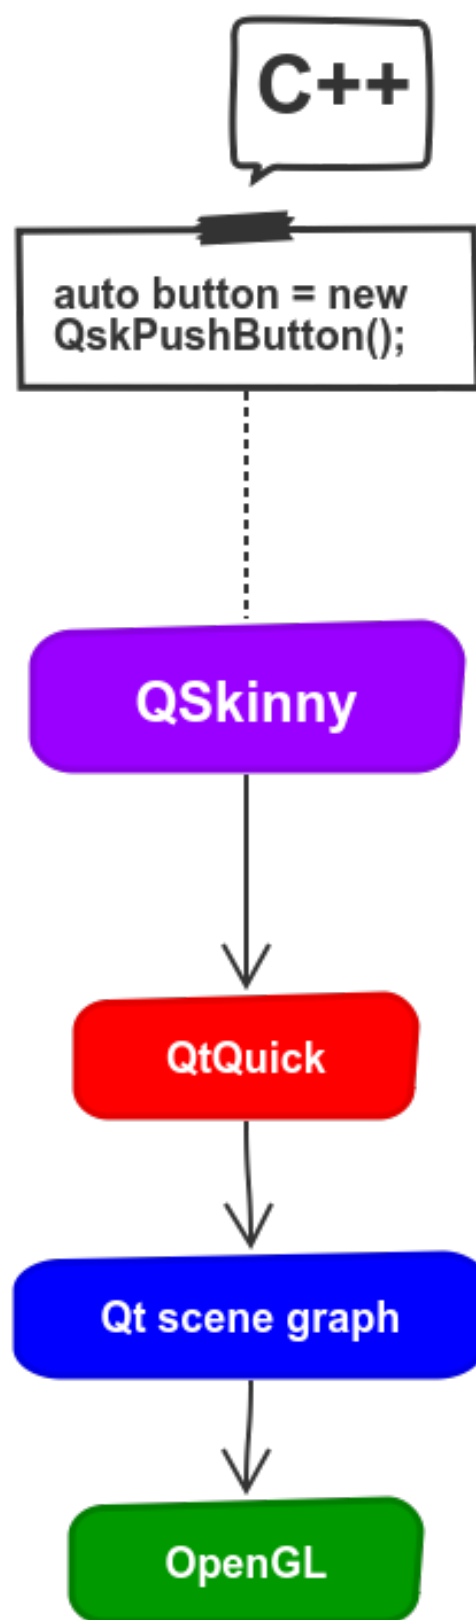 C++
auto button = new
QskPushButton();
QSkinny
QtQuick
Qt scene graph
OpenGL